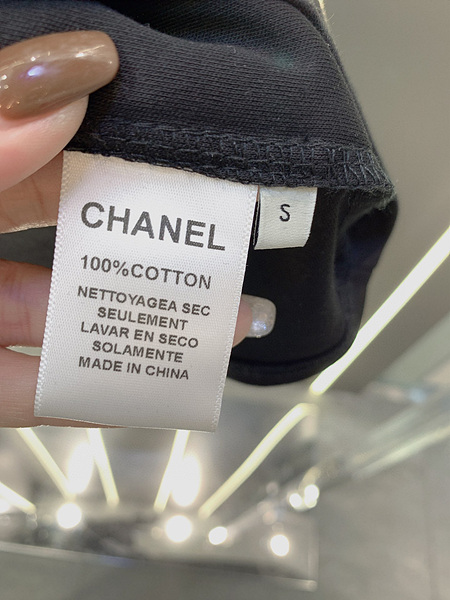 CHANEL
100%COTTON
NETTOYAGEA SEC
SEULEMENT
LAVAR EN SECO
SOLAMENTE
MADE IN CHINA
S